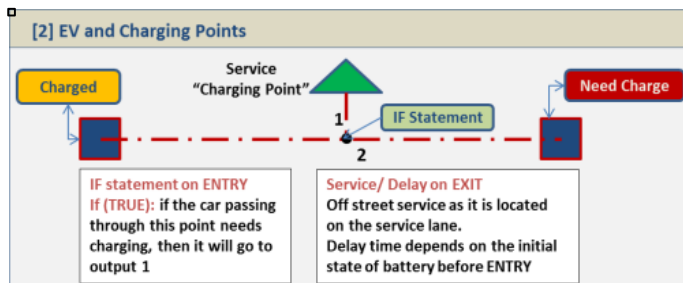 [2] EV and Charging Points
Service
"Charging Point"
Charged
Need Charge
1
IF Statement
2
IF statement on ENTRY
If (TRUE): if the car passing
through this point needs
charging, then it will go to
output 1
Service/ Delay on EXIT
Off street service as it is located
on the service lane.
Delay time depends on the initial
state of battery before ENTRY